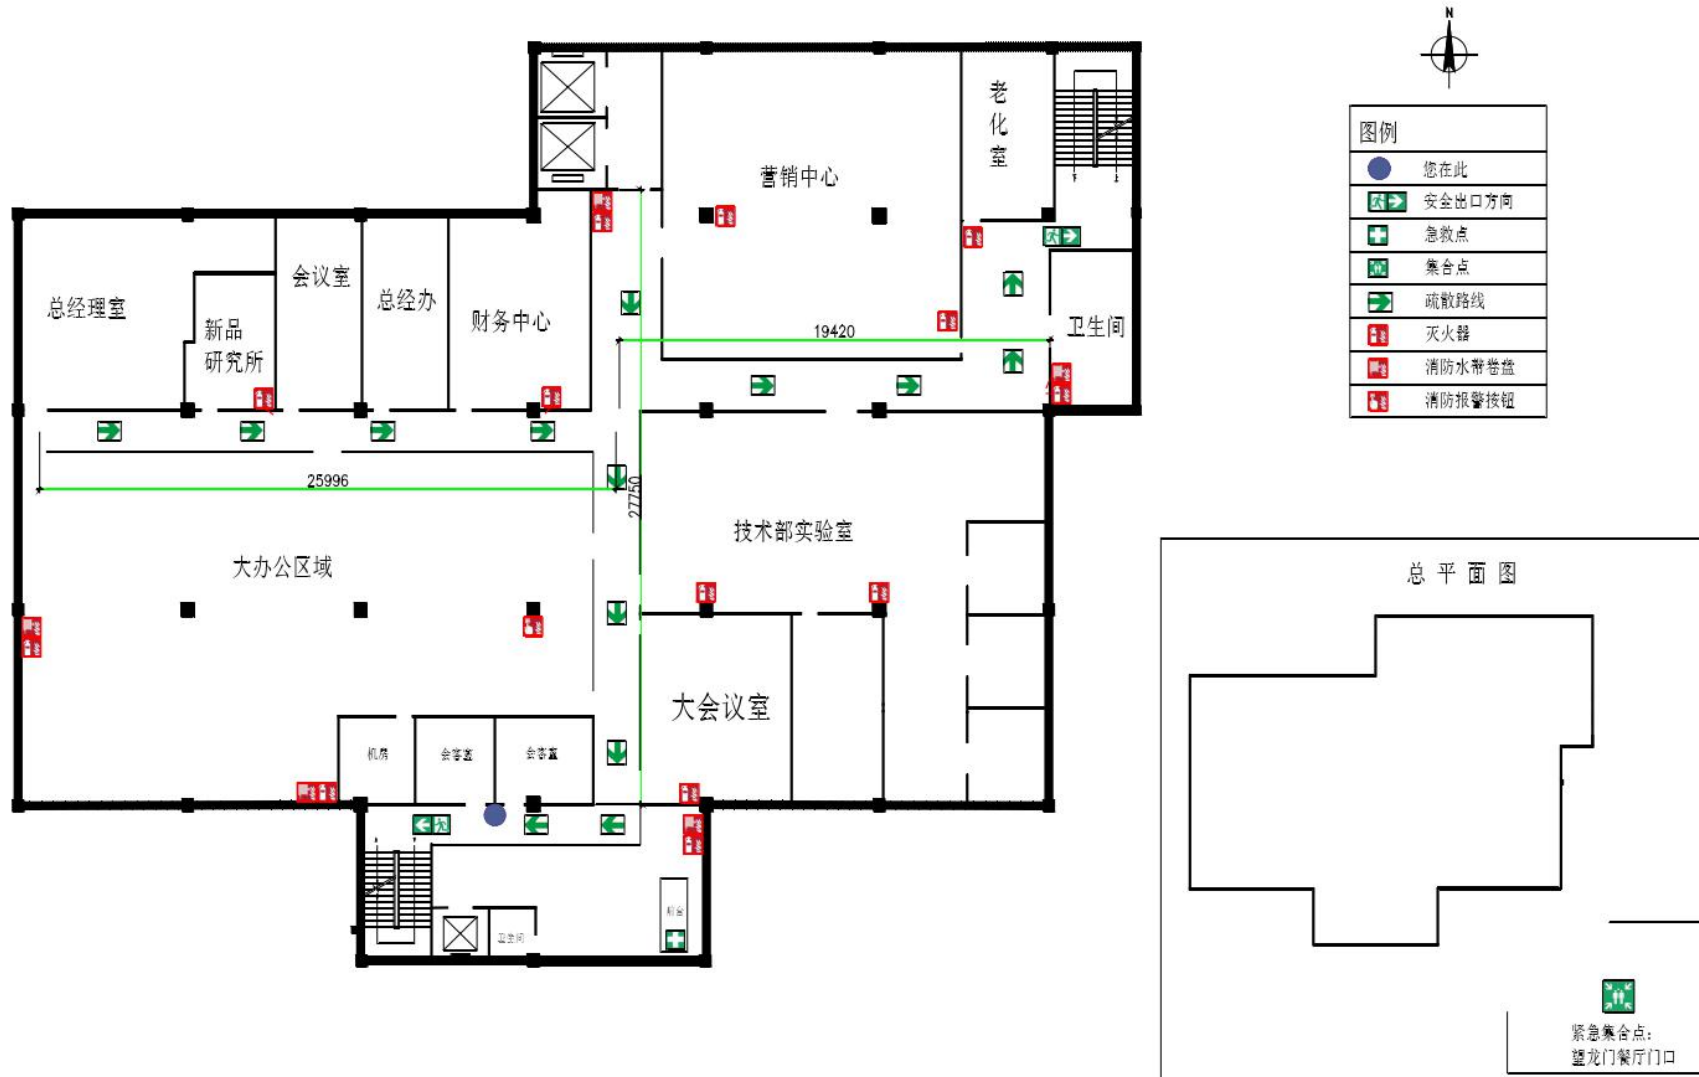 N
图例
您在此
安全出口方向
急救点
集合点
疏散路线
灭火器
消防水带卷盘
消防报警按钮
老化室
营销中心
总经理室
新品
研究所
会议室
总经办
财务中心
19420
卫生间
25996
27750
技术部实验室
大办公区域
大会议室
机房
会客室
会客室
前台
卫生间
总平面图
紧急集合点:
望龙门餐厅门口